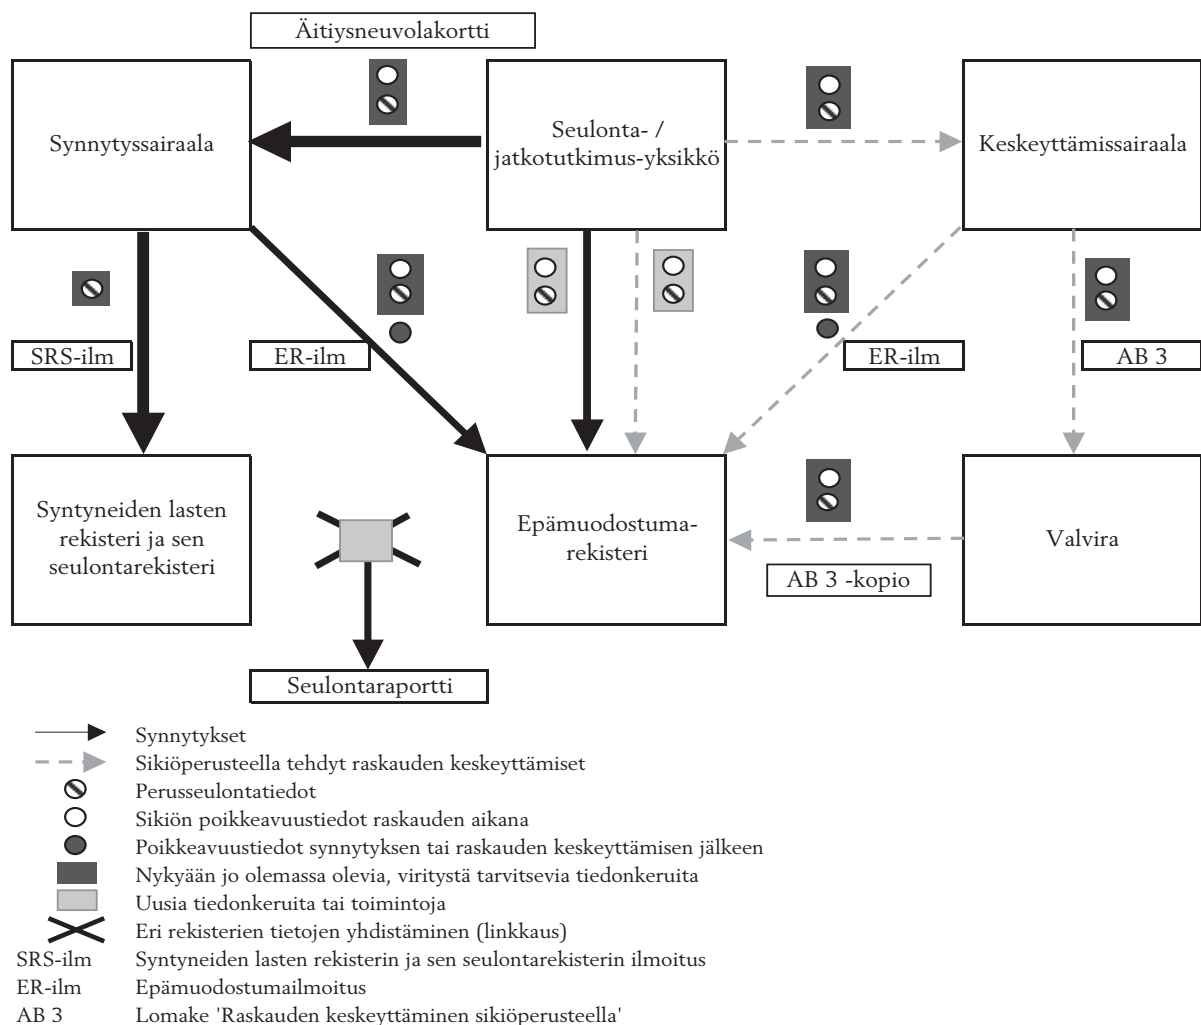 Äitiysneuvolakortti
Synnytyssairaala
Seulonta- /
jatkotutkimus-yksikkö
Keskeyttämissairaala
SRS-ilm
ER-ilm
ER-ilm
AB 3
Syntyneiden lasten
rekisteri ja sen
seulontarekisteri
Epämuodostuma-
rekisteri
Valvira
AB 3 -kopio
Seulontaraportti
Synnytykset
Sikiöperusteella tehdyt raskauden keskeyttämiset
Perusseulontatiedot
Sikiön poikkeavuustiedot raskauden aikana
Poikkeavuustiedot synnytyksen tai raskauden keskeyttämisen jälkeen
Nykyään jo olemassa olevia, viritystä tarvitsevia tiedonkeruita
Uusia tiedonkeruita tai toimintoja
Eri rekisterien tietojen yhdistäminen (linkkaus)
SRS-ilm Syntyneiden lasten rekisterin ja sen seulontarekisterin ilmoitus
ER-ilm Epämuodostumailmoitus
AB 3 Lomake 'Raskauden keskeyttäminen sikiöperusteella'